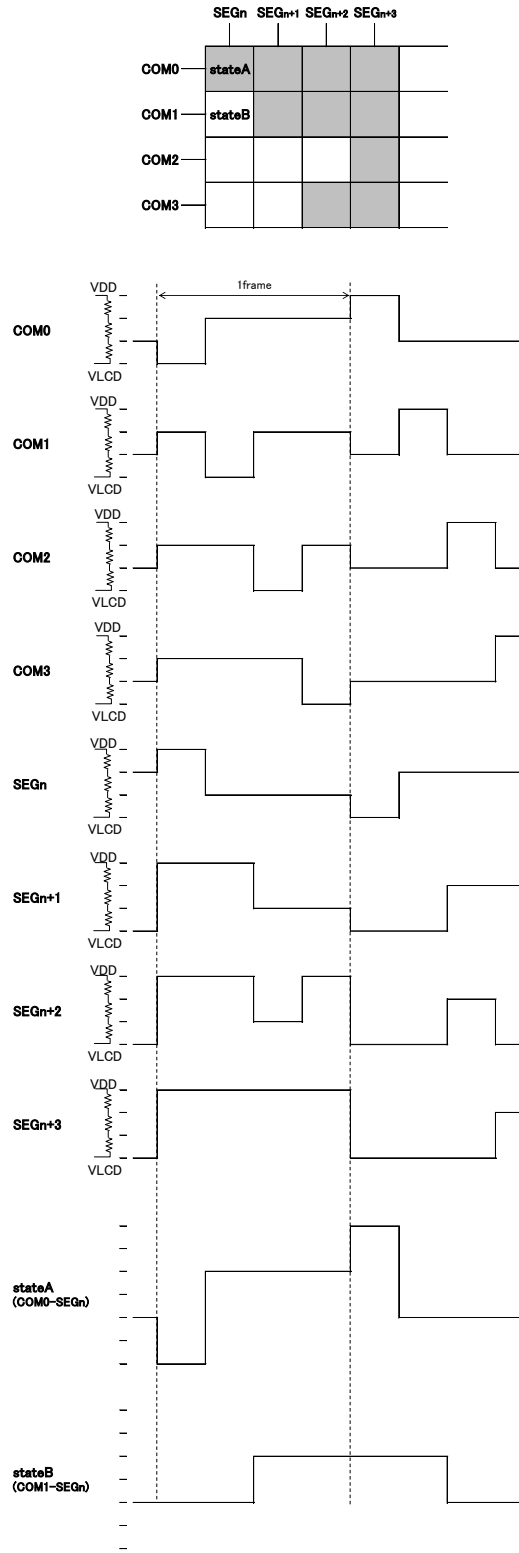 SEGn SEGn+1 SEGn+2 SEGn+3
COM0 stateA
COM1 stateB
COM2
COM3
VDD 1frame
COM0
VLCD
VDD
COM1
VLCD
VDD
COM2
VLCD
VDD
COM3
VLCD
VDD
SEGn
VLCD
VDD
SEGn+1
VLCD
VDD
SEGn+2
VLCD
VDD
SEGn+3
VLCD
stateA
(COM0-SEGn)
stateB
(COM1-SEGn)